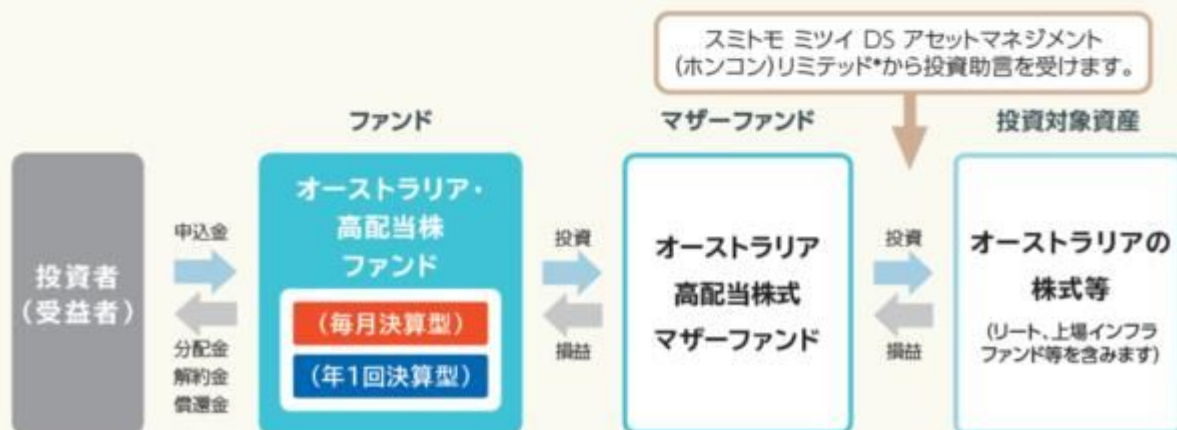 スミトモ ミツイ DS アセットマネジメント
(ホンコン)リミテッド*から投資助言を受けます。
ファンド
マザーファンド
投資対象資産
投資者
(受益者)
申込金
分配金
解約金
償還金
オーストラリア・
高配当株
ファンド
(毎月決算型)
(年1回決算型)
投資
損益
オーストラリア
高配当株式
マザーファンド
投資
損益
オーストラリアの
株式等
(リート、上場インフラ
ファンド等を含みます)